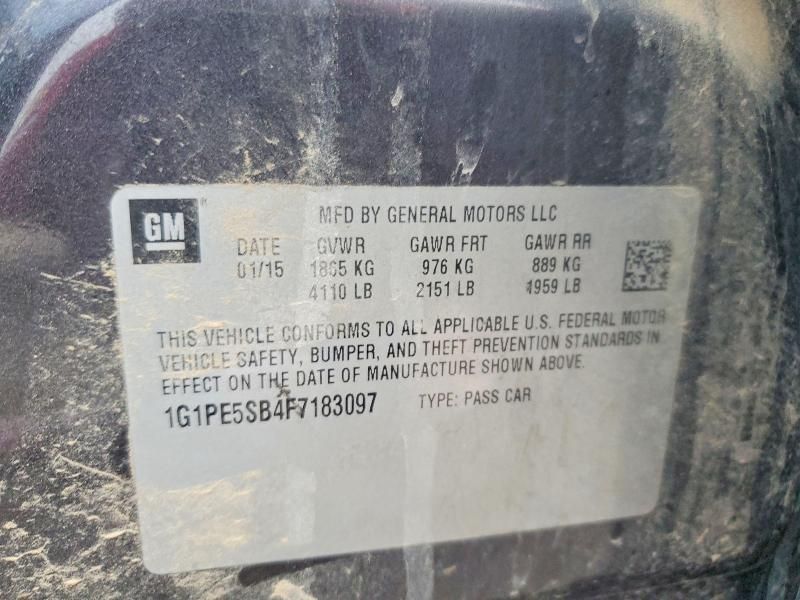 GM
MFD BY GENERAL MOTORS LLC
DATE GVWR GAWR FRT GAWR RR
01/15 1865 KG 976 KG 889 KG
4110 LB 2151 LB 1959 LB
THIS VEHICLE CONFORMS TO ALL APPLICABLE U.S. FEDERAL MOTOR
VEHICLE SAFETY, BUMPER, AND THEFT PREVENTION STANDARDS IN
EFFECT ON THE DATE OF MANUFACTURE SHOWN ABOVE.
1G1PE5SB4F7183097 TYPE: PASS CAR